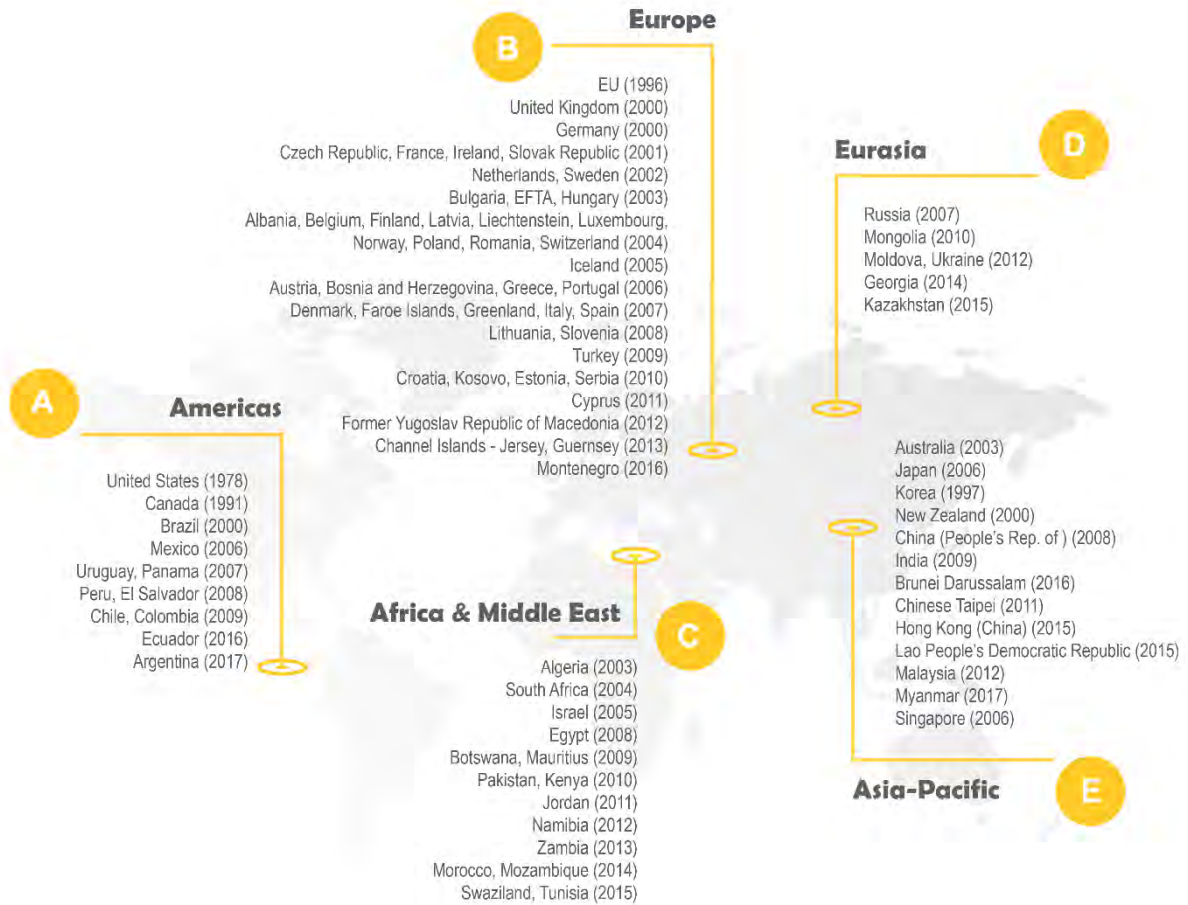 A
Americas
United States (1978)
Canada (1991)
Brazil (2000)
Mexico (2006)
Uruguay, Panama (2007)
Peru, El Salvador (2008)
Chile, Colombia (2009)
Ecuador (2016)
Argentina (2017)
B
Europe
EU (1996)
United Kingdom (2000)
Germany (2000)
Czech Republic, France, Ireland, Slovak Republic (2001)
Netherlands, Sweden (2002)
Bulgaria, EFTA, Hungary (2003)
Albania, Belgium, Finland, Latvia, Liechtenstein, Luxembourg,
Norway, Poland, Romania, Switzerland (2004)
Iceland (2005)
Austria, Bosnia and Herzegovina, Greece, Portugal (2006)
Denmark, Faroe Islands, Greenland, Italy, Spain (2007)
Lithuania, Slovenia (2008)
Turkey (2009)
Croatia, Kosovo, Estonia, Serbia (2010)
Cyprus (2011)
Former Yugoslav Republic of Macedonia (2012)
Channel Islands - Jersey, Guernsey (2013)
Montenegro (2016)
Africa & Middle East
C
Algeria (2003)
South Africa (2004)
Israel (2005)
Egypt (2008)
Botswana, Mauritius (2009)
Pakistan, Kenya (2010)
Jordan (2011)
Namibia (2012)
Zambia (2013)
Morocco, Mozambique (2014)
Swaziland, Tunisia (2015)
Eurasia
D
Russia (2007)
Mongolia (2010)
Moldova, Ukraine (2012)
Georgia (2014)
Kazakhstan (2015)
Australia (2003)
Japan (2006)
Korea (1997)
New Zealand (2000)
China (People's Rep. of ) (2008)
India (2009)
Brunei Darussalam (2016)
Chinese Taipei (2011)
Hong Kong (China) (2015)
Lao People's Democratic Republic (2015)
Malaysia (2012)
Myanmar (2017)
Singapore (2006)
Asia-Pacific
E